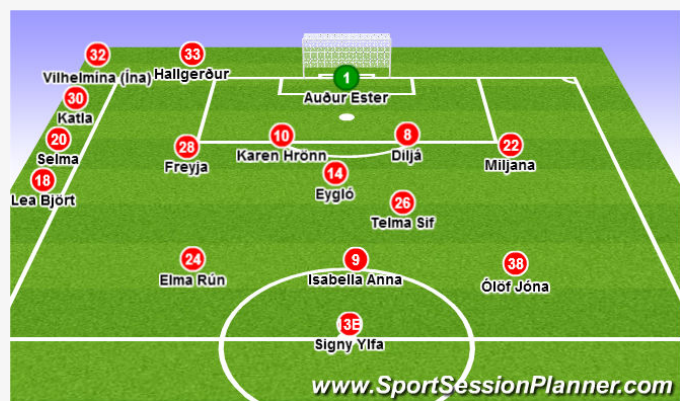 32
Vilhelmína (Ína)
33
Hallgerður
1
Auður Ester
30
Katla
20
Selma
18
Lea Björt
28
Freyja
10
Karen Hrönn
8
Diljá
22
Miljana
14
Eygló
26
Telma Sif
24
Elma Rún
9
Isabella Anna
38
Ólöf Jóna
Signy Ylfa
www.SportSessionPlanner.com